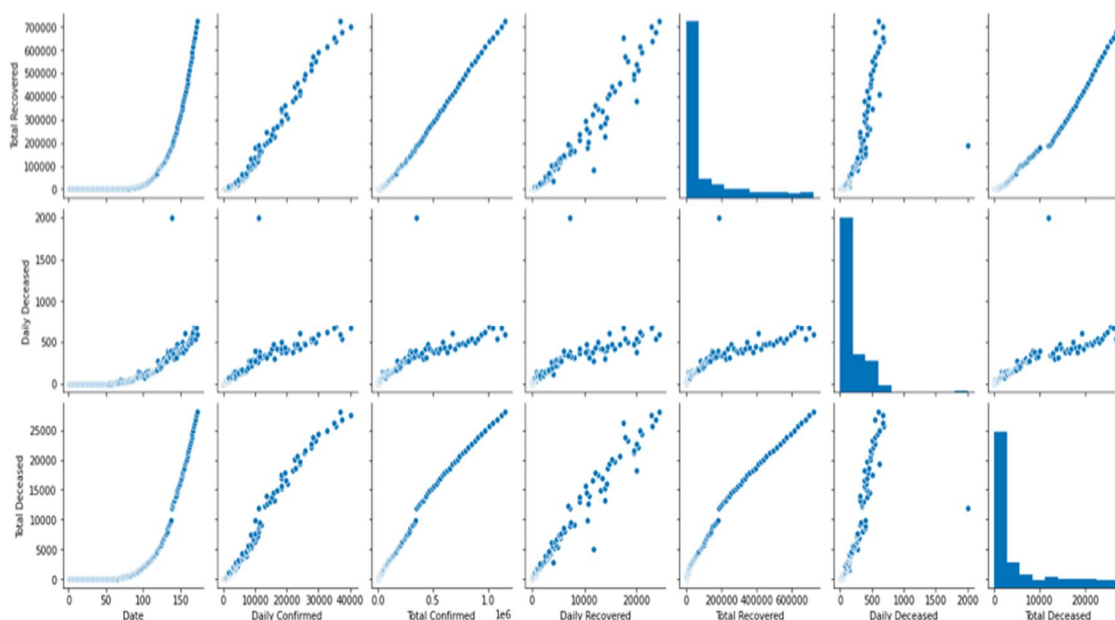 700000
600000
500000
400000
300000
200000
100000
0
Total Recovered
2000
1500
1000
500
0
Daily Deceased
25000
20000
15000
10000
5000
0
Total Deceased
0 50 100 150
Date
0 10000 20000 30000 40000
Daily Confirmed
0.0 0.5 1.0
1e6
Total Confirmed
0 10000 20000
Daily Recovered
0 200000 400000 600000
Total Recovered
0 500 1000 1500 2000
Daily Deceased
0 10000 20000
Total Deceased